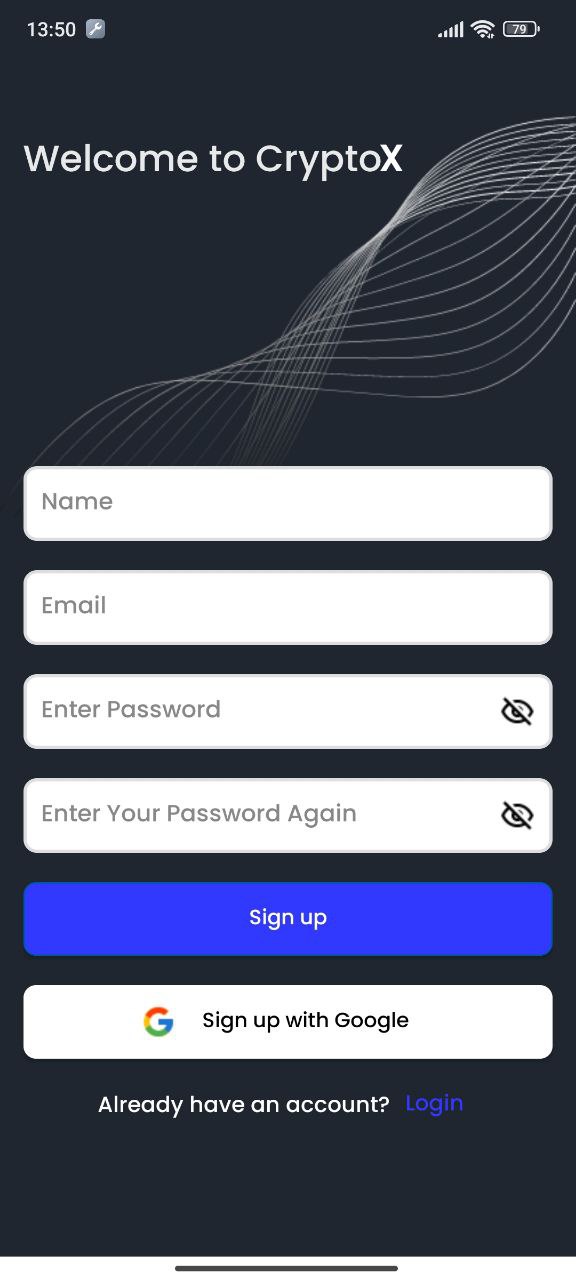 13:50
79
Welcome to CryptoX
Name
Email
Enter Password
Enter Your Password Again
Sign up
Sign up with Google
Already have an account? Login